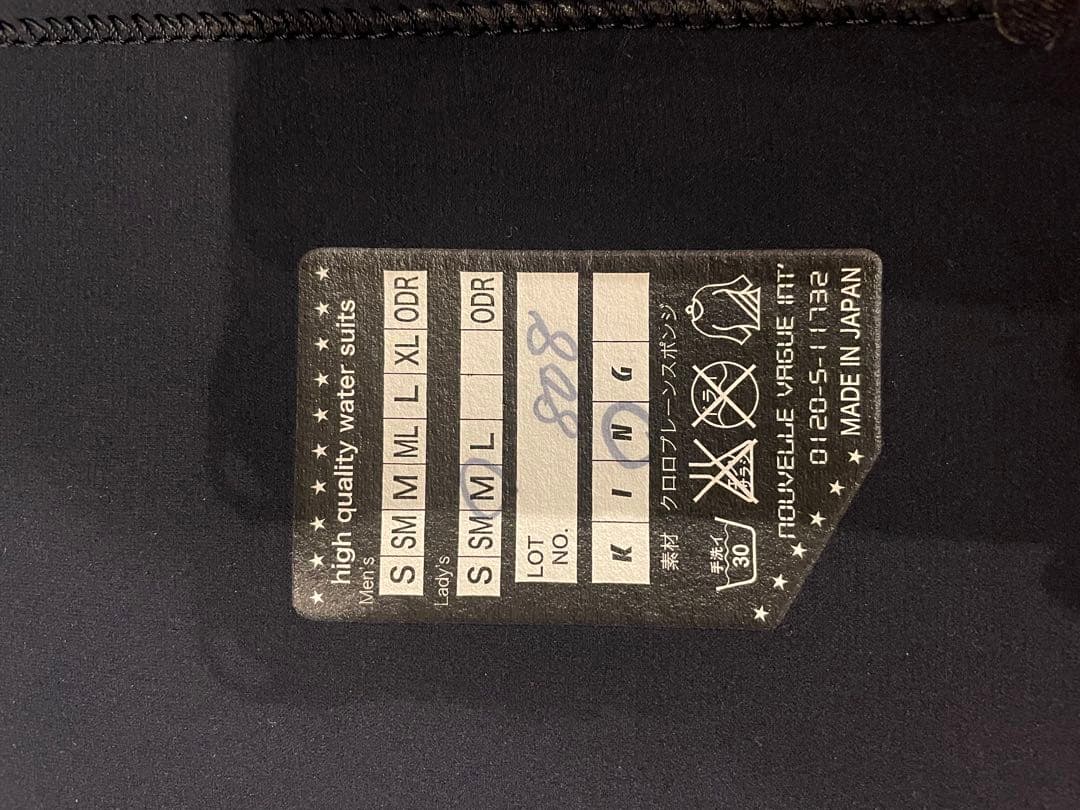 high quality water suits
Men's
S SM M ML L XL ODR
Lady's
S SM M L ODR
LOT NO. 808
K I N G
素材 クロロプレーンスポンジ
手洗イ 30
NOUVELLE VAGUE INT'
0120-5-11732
MADE IN JAPAN